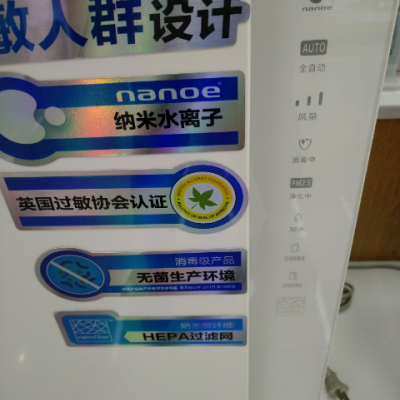 敏人群设计
nanoe
纳米水离子
英国过敏协会认证
消毒级产品
无菌生产环境
HEPA过滤网
nanoe
AUTO
全自动
风量
消毒中
PM2.5
净化中
加湿